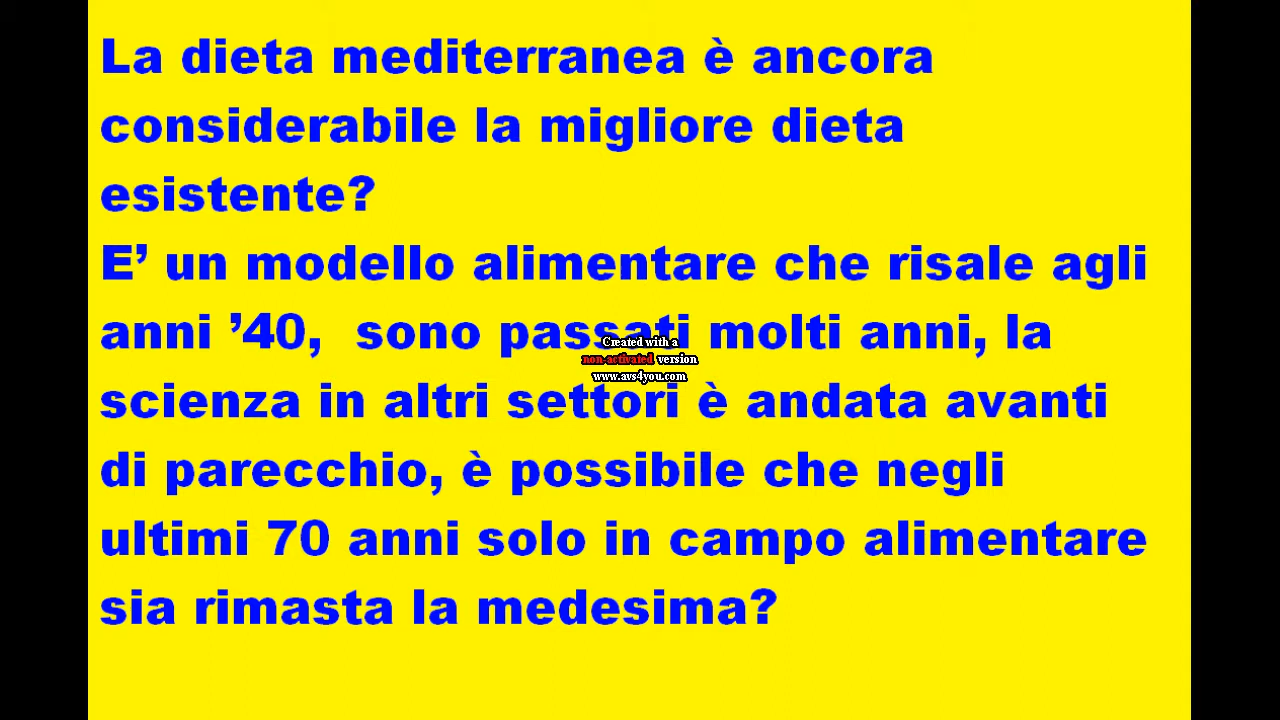 La dieta mediterranea è ancora
considerabile la migliore dieta
esistente?
E’ un modello alimentare che risale agli
anni ’40,  sono passati molti anni, la
Created with a
non-activated version
www.avs4you.com
scienza in altri settori è andata avanti
di parecchio, è possibile che negli
ultimi 70 anni solo in campo alimentare
sia rimasta la medesima?